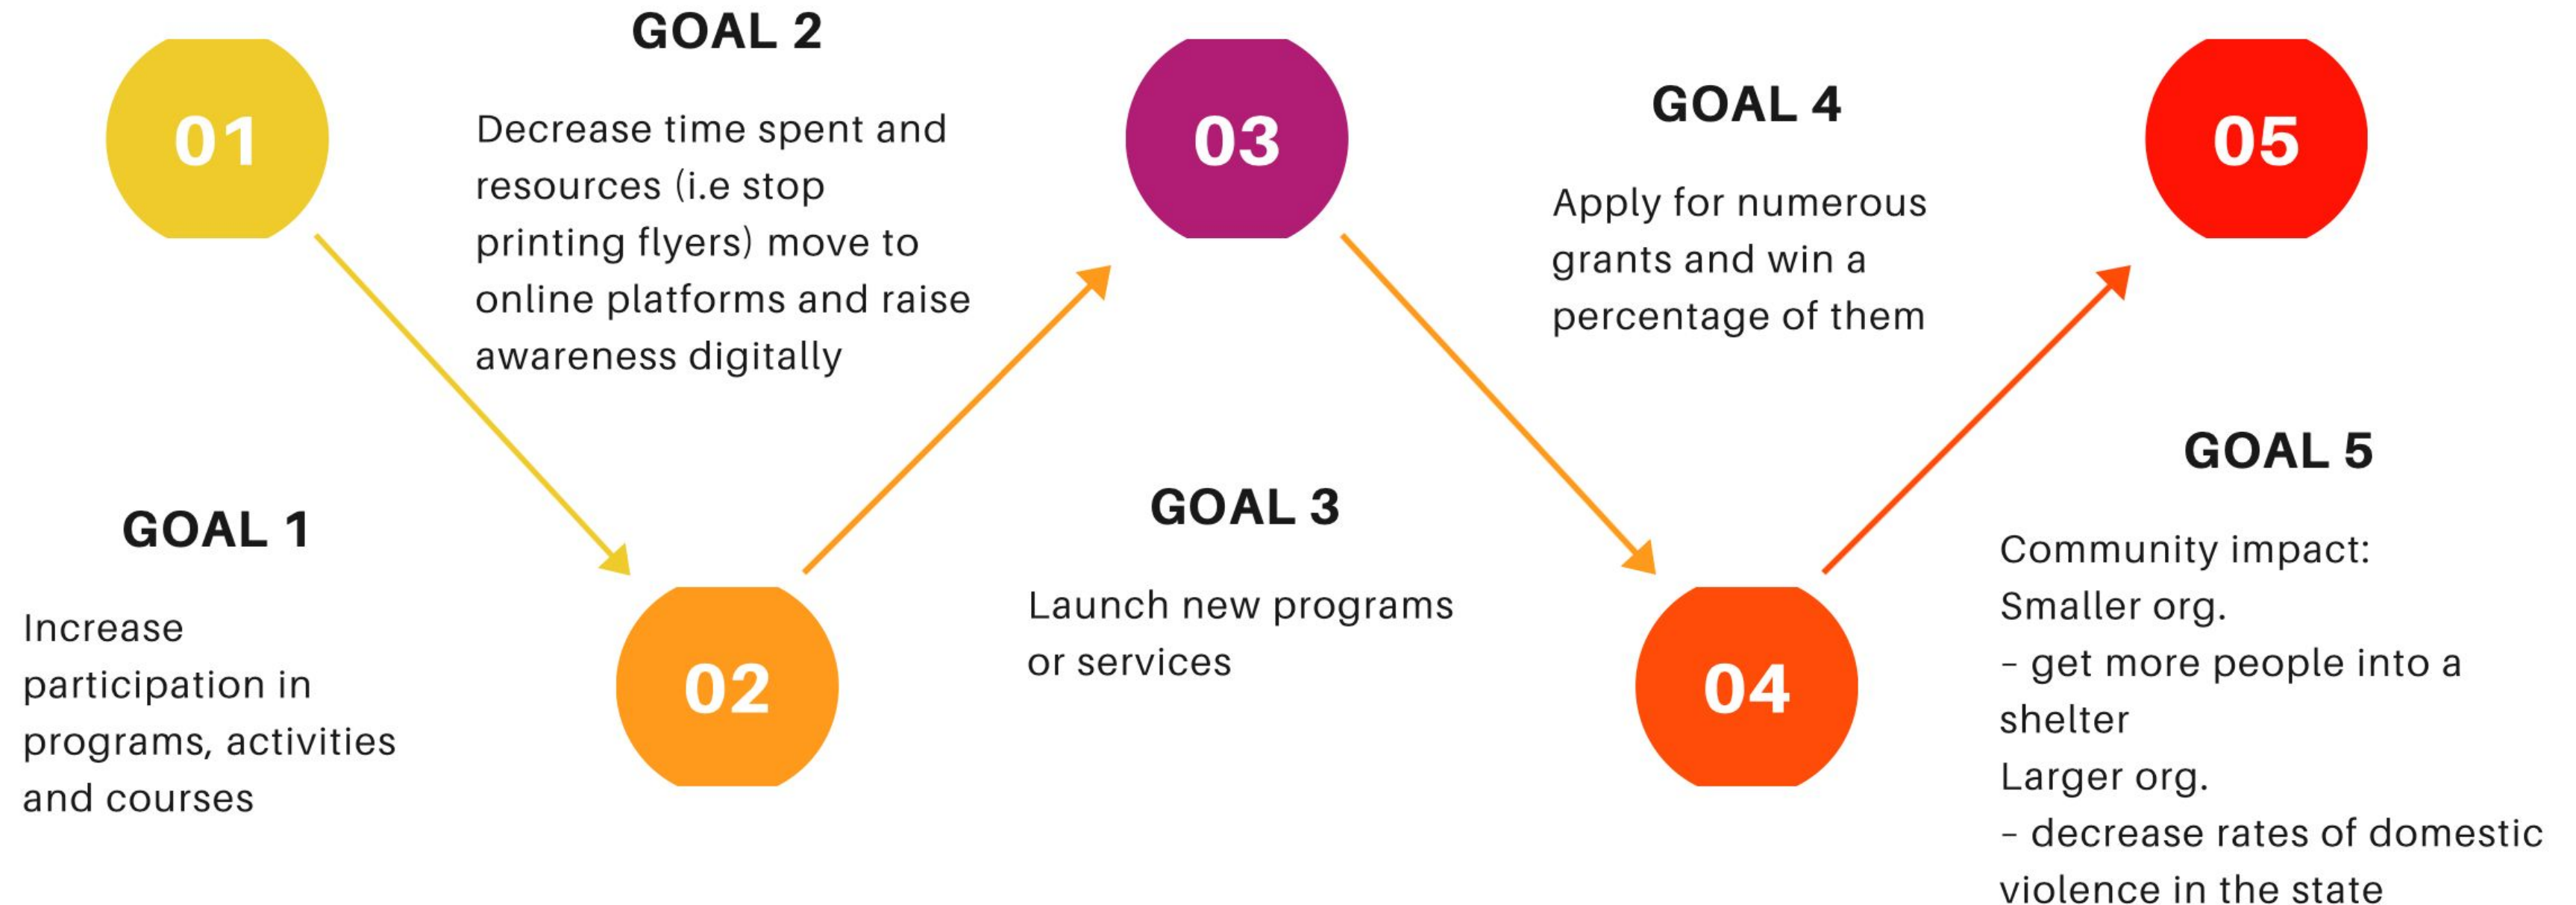 01
GOAL 1
Increase
participation in
programs, activities
and courses
GOAL 2
Decrease time spent and
resources (i.e stop
printing flyers) move to
online platforms and raise
awareness digitally
02
03
GOAL 3
Launch new programs
or services
GOAL 4
Apply for numerous
grants and win a
percentage of them
04
05
GOAL 5
Community impact:
Smaller org.
– get more people into a
shelter
Larger org.
– decrease rates of domestic
violence in the state